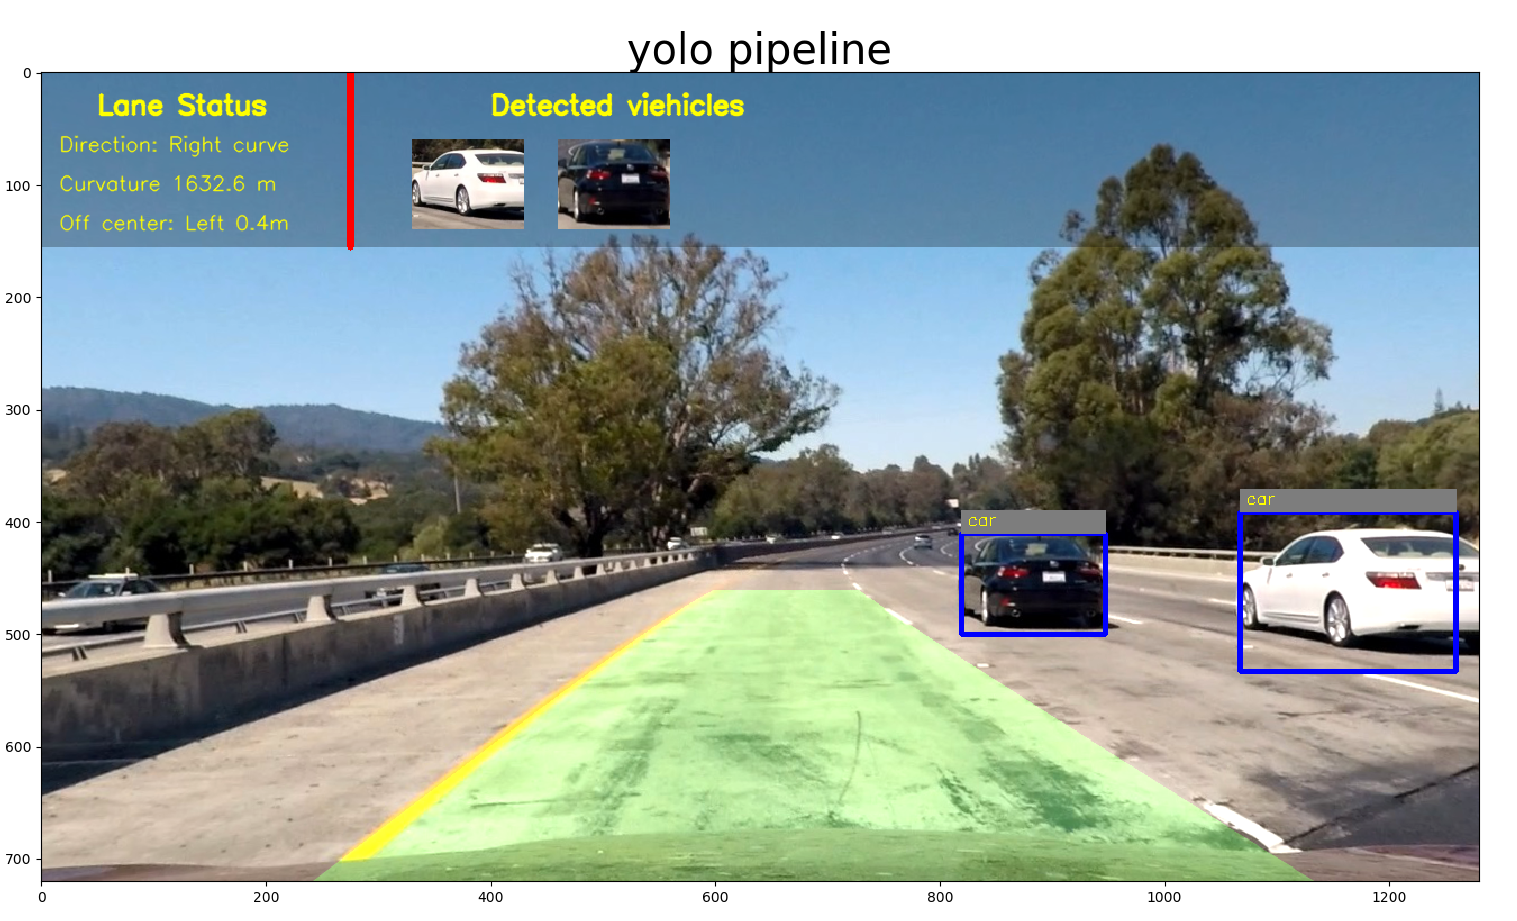 yolo pipeline
Lane Status
Detected viehicles
Direction: Right curve
Curvature 1632.6 m
Off center: Left 0.4m
car
car
0
100
200
300
400
500
600
700
0
200
400
600
800
1000
1200